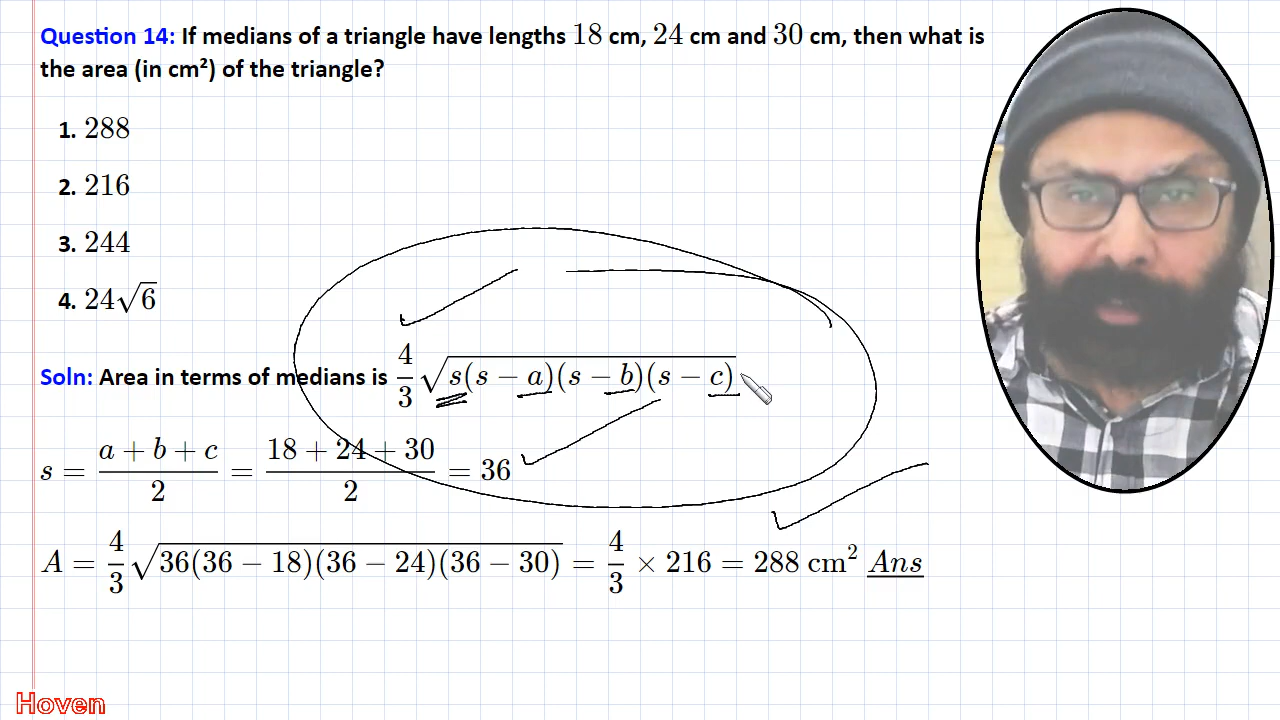 Question 14: If medians of a triangle have lengths 18 cm, 24 cm and 30 cm, then what is
the area (in cm²) of the triangle?
1. 288
2. 216
3. 244
4. 24√6
Soln: Area in terms of medians is 4/3 √(s(s − a)(s − b)(s − c))
s = (a + b + c)/2 = (18 + 24 + 30)/2 = 36
A = 4/3 √(36(36 − 18)(36 − 24)(36 − 30)) = 4/3 × 216 = 288 cm² Ans
Hoven